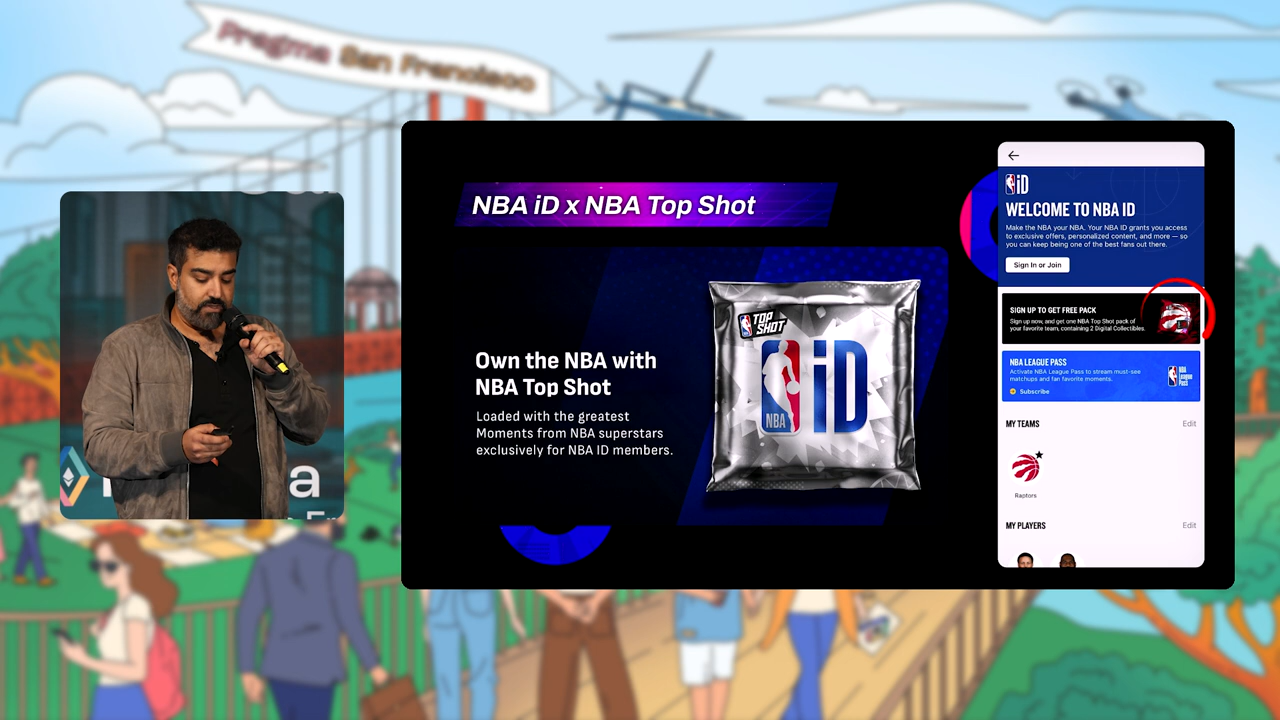 Pragma San Francisco
NBA iD x NBA Top Shot
Own the NBA with
NBA Top Shot
Loaded with the greatest
Moments from NBA superstars
exclusively for NBA ID members.
TOP
SHOT
NBA
iD
iD
WELCOME TO NBA ID
Make the NBA your NBA. Your NBA ID grants you access
to exclusive offers, personalized content, and more — so
you can keep being one of the best fans out there.
Sign In or Join
SIGN UP TO GET FREE PACK
Sign up now, and get one NBA Top Shot pack of
your favorite team, containing 2 Digital Collectibles.
NBA LEAGUE PASS
Activate NBA League Pass to stream must-see
matchups and fan favorite moments.
Subscribe
NBA
League
Pass
MY TEAMS
Edit
Raptors
MY PLAYERS
Edit
a